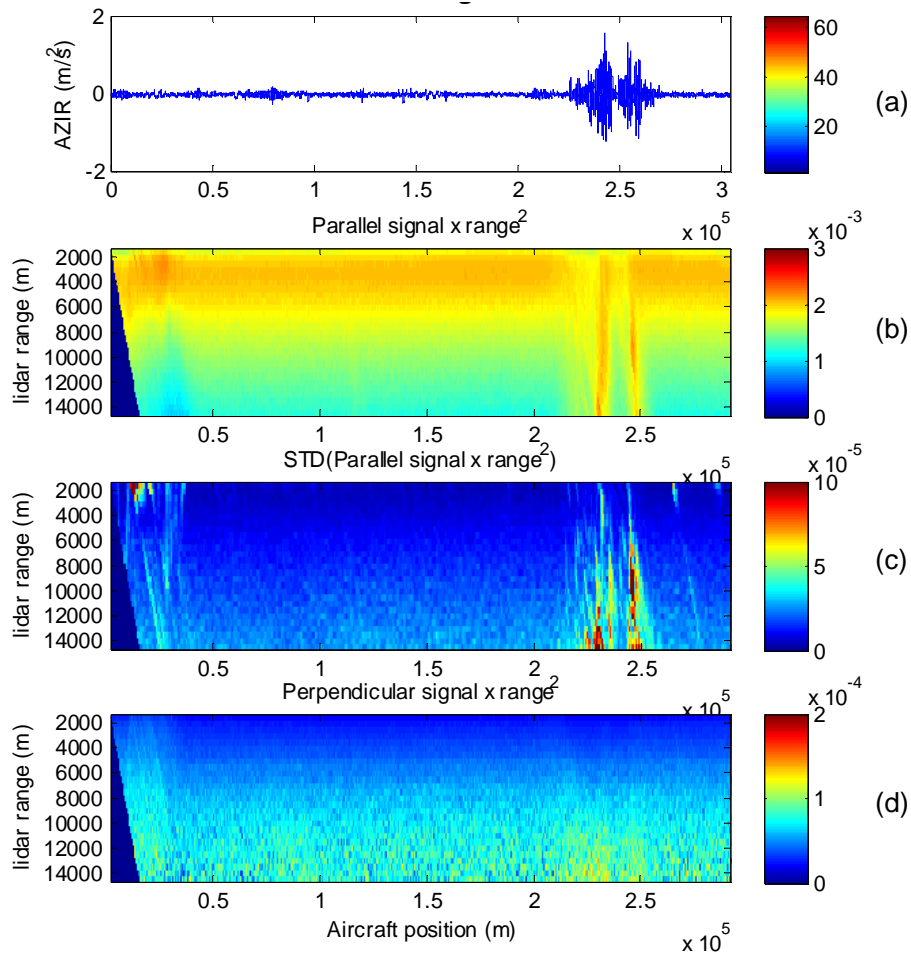 2
60
40
20
(a)
AZIR (m/s²)
0
-2
0 0.5 1 1.5 2 2.5 3
x 10⁵
Parallel signal x range²
x 10⁻³
lidar range (m)
2000
4000
6000
8000
10000
12000
14000
3
2
1
0
(b)
0.5 1 1.5 2 2.5
x 10⁵
STD(Parallel signal x range²)
x 10⁻⁵
lidar range (m)
2000
4000
6000
8000
10000
12000
14000
10
5
0
(c)
0.5 1 1.5 2 2.5
x 10⁵
Perpendicular signal x range²
x 10⁻⁴
lidar range (m)
2000
4000
6000
8000
10000
12000
14000
2
1
0
(d)
0.5 1 1.5 2 2.5
Aircraft position (m)
x 10⁵